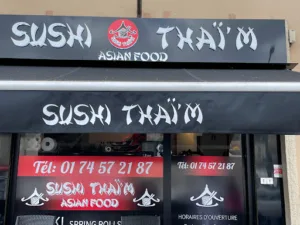 SUSHI THAÏ'M
ASIAN FOOD
SUSHI THAÏ'M
Tél: 01 74 57 21 87
Tél: 01 74 57 21 87
SUSHI THAÏ'M
ASIAN FOOD
HORAIRES D'OUVERTURE
SPRING ROLLS